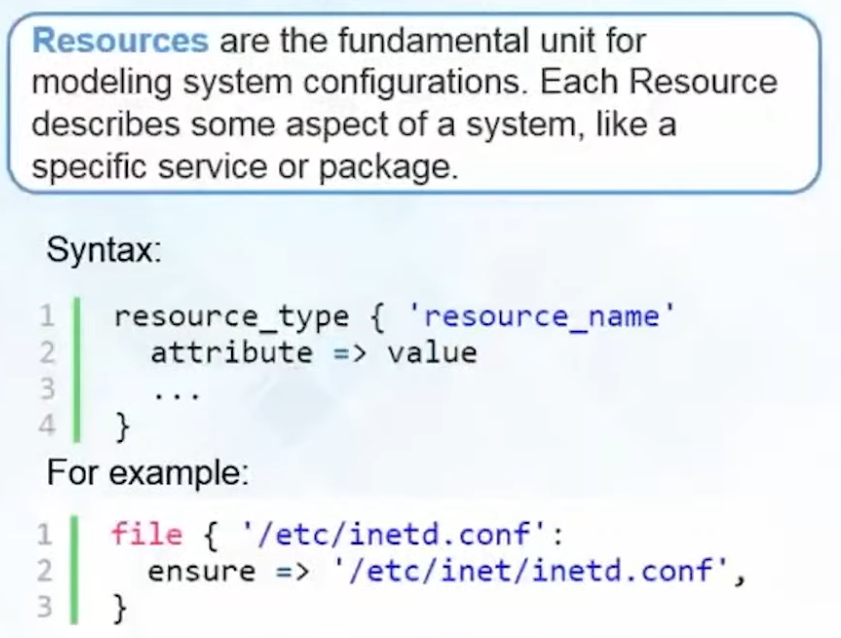 Resources are the fundamental unit for
modeling system configurations. Each Resource
describes some aspect of a system, like a
specific service or package.
Syntax:
1 resource_type { 'resource_name'
2   attribute => value
3   ...
4 }
For example:
1 file { '/etc/inetd.conf':
2   ensure => '/etc/inet/inetd.conf',
3 }